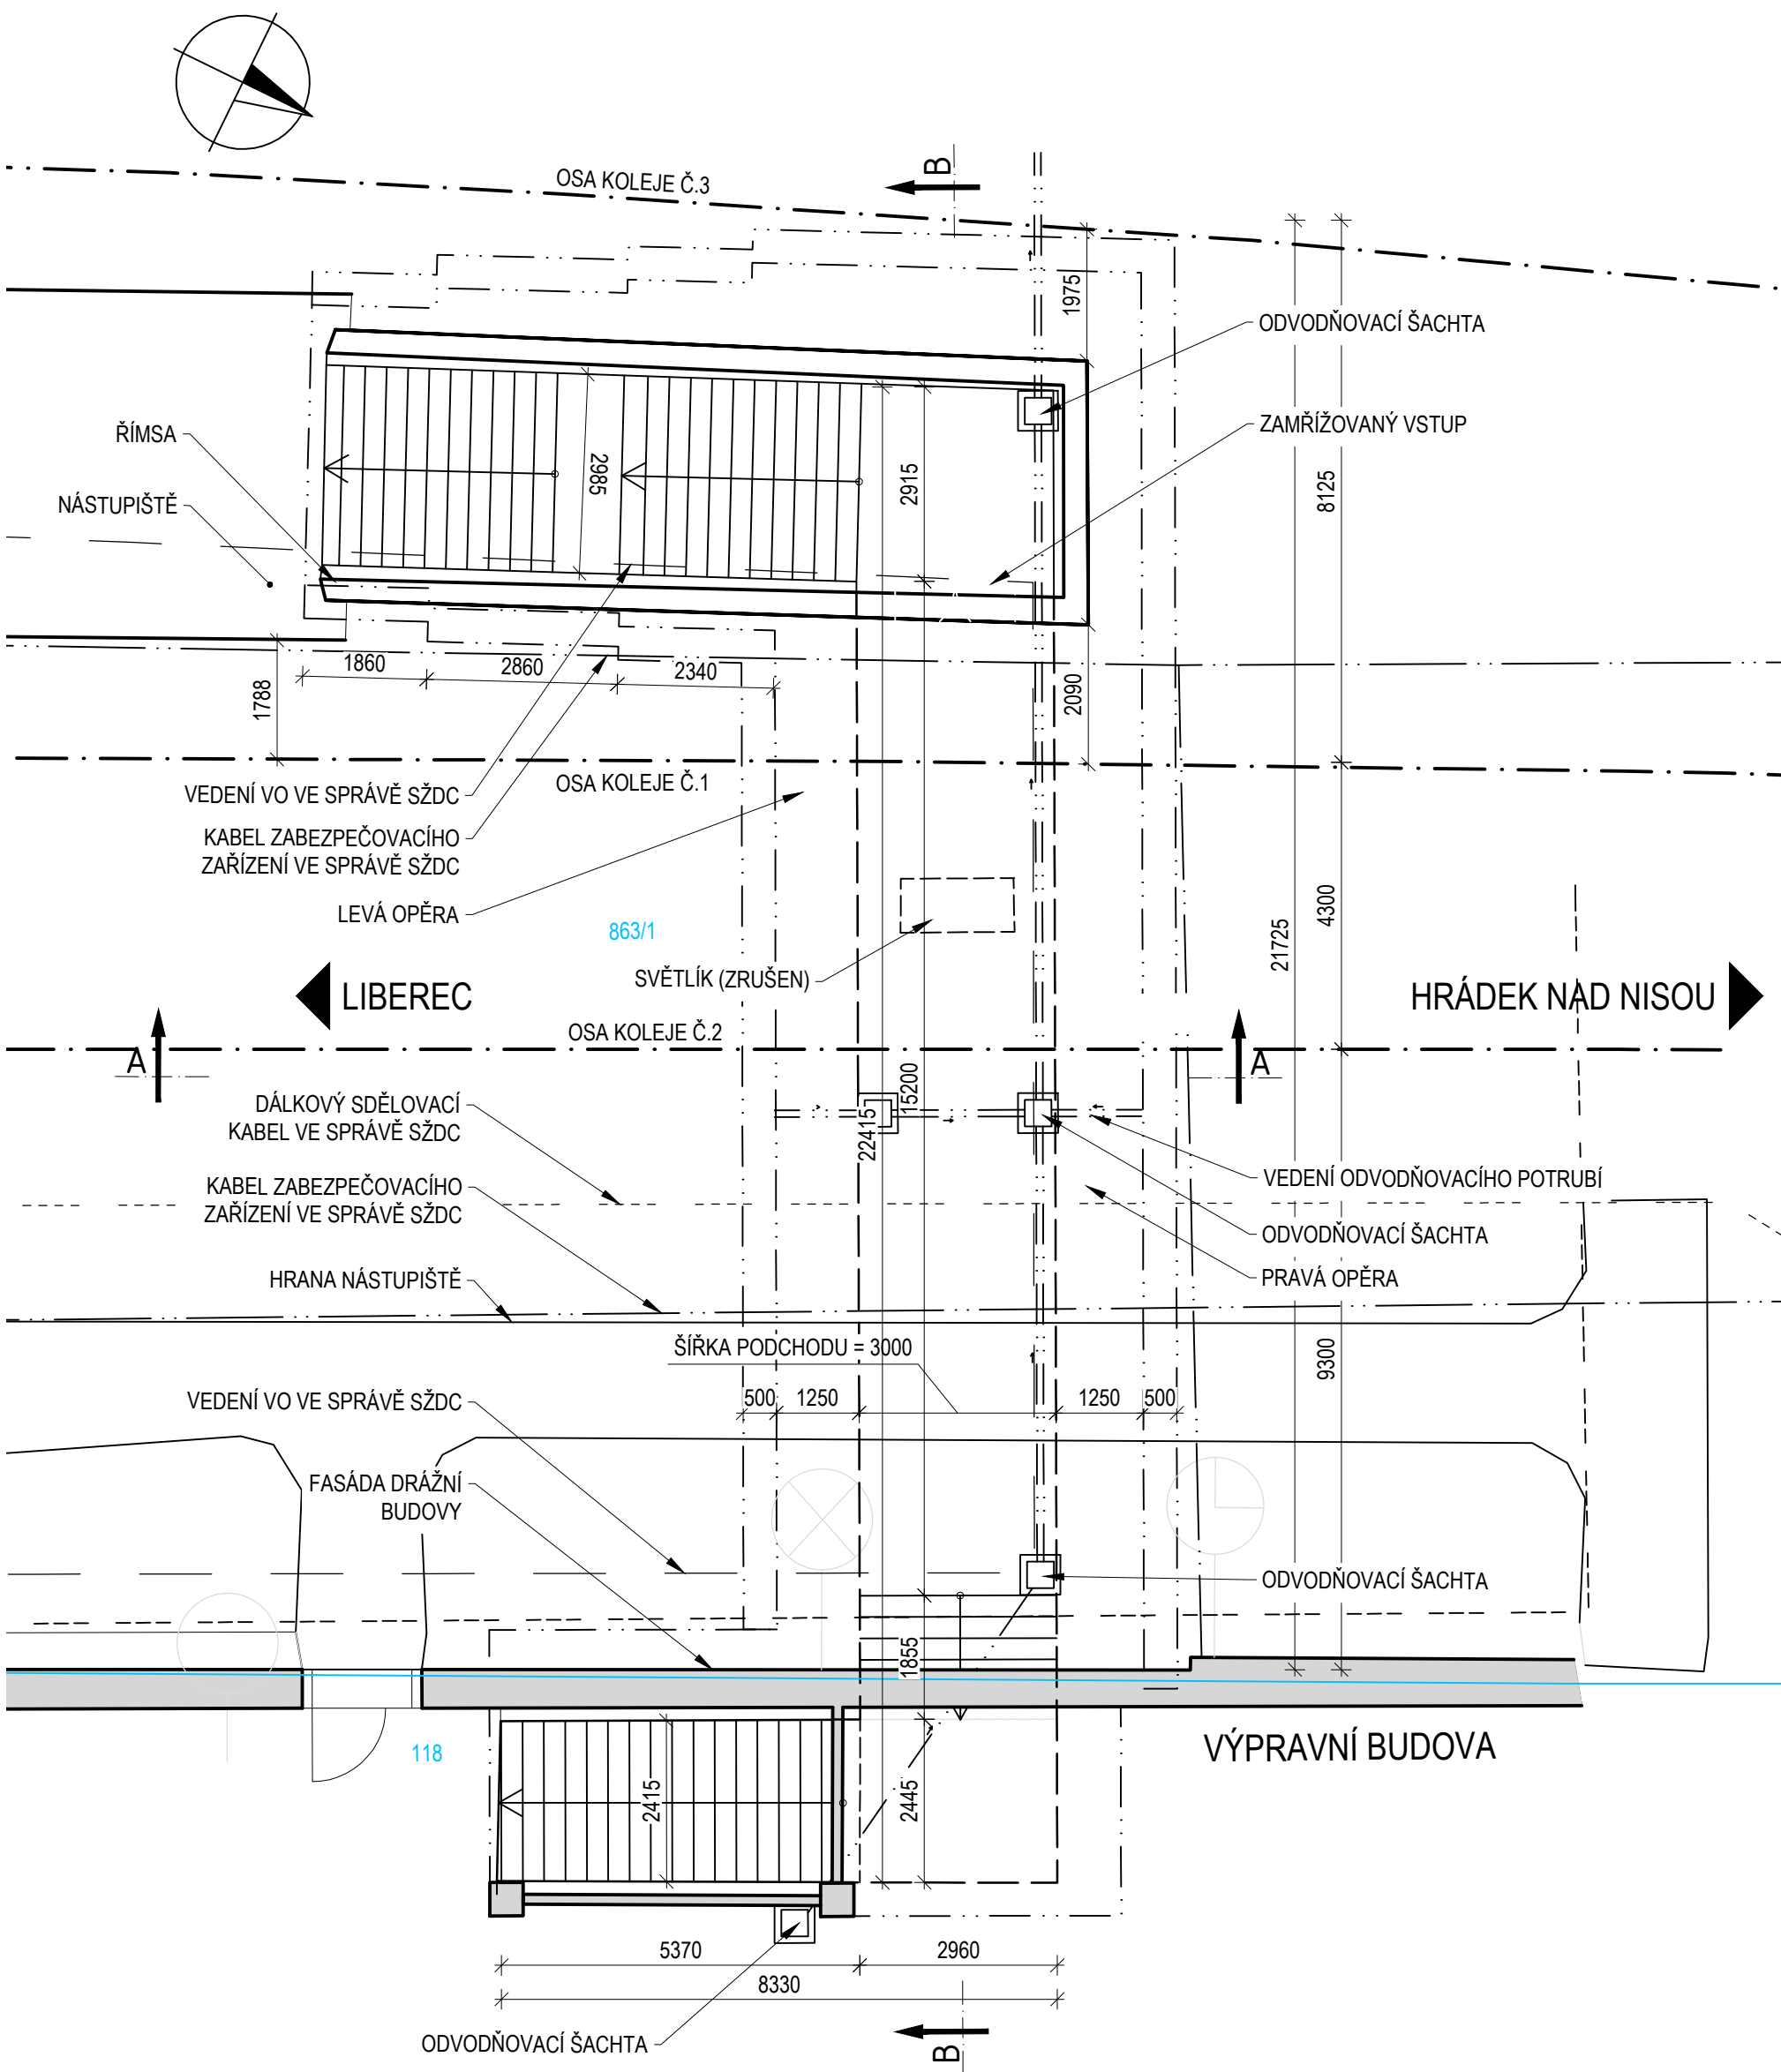 B
OSA KOLEJE Č.3
1975
ODVODŇOVACÍ ŠACHTA
ZAMŘÍŽOVANÝ VSTUP
ŘÍMSA
NÁSTUPIŠTĚ
2985
2915
8125
1860
2860
2340
1788
2090
VEDENÍ VO VE SPRÁVĚ SŽDC
OSA KOLEJE Č.1
KABEL ZABEZPEČOVACÍHO
ZAŘÍZENÍ VE SPRÁVĚ SŽDC
LEVÁ OPĚRA
863/1
4300
21725
SVĚTLÍK (ZRUŠEN)
LIBEREC
HRÁDEK NAD NISOU
OSA KOLEJE Č.2
A
A
15200
22415
DÁLKOVÝ SDĚLOVACÍ
KABEL VE SPRÁVĚ SŽDC
VEDENÍ ODVODŇOVACÍHO POTRUBÍ
KABEL ZABEZPEČOVACÍHO
ZAŘÍZENÍ VE SPRÁVĚ SŽDC
ODVODŇOVACÍ ŠACHTA
HRANA NÁSTUPIŠTĚ
PRAVÁ OPĚRA
ŠÍŘKA PODCHODU = 3000
9300
VEDENÍ VO VE SPRÁVĚ SŽDC
500
1250
1250
500
FASÁDA DRÁŽNÍ
BUDOVY
ODVODŇOVACÍ ŠACHTA
1855
118
VÝPRAVNÍ BUDOVA
2415
2445
5370
2960
8330
ODVODŇOVACÍ ŠACHTA
B